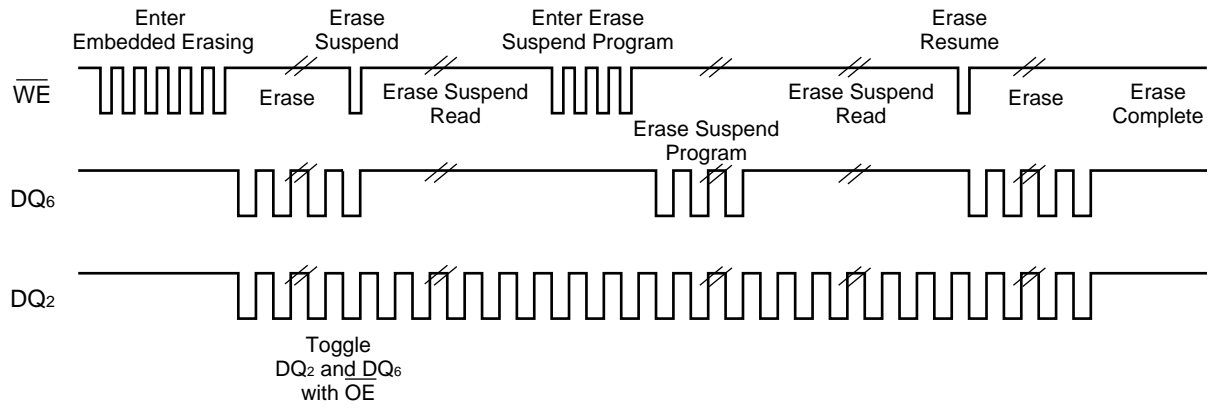 Enter
Embedded Erasing
Erase
Suspend
Enter Erase
Suspend Program
Erase
Resume
WE
Erase
Erase Suspend
Read
Erase Suspend
Program
Erase Suspend
Read
Erase
Erase
Complete
DQ6
DQ2
Toggle
DQ2 and DQ6
with OE